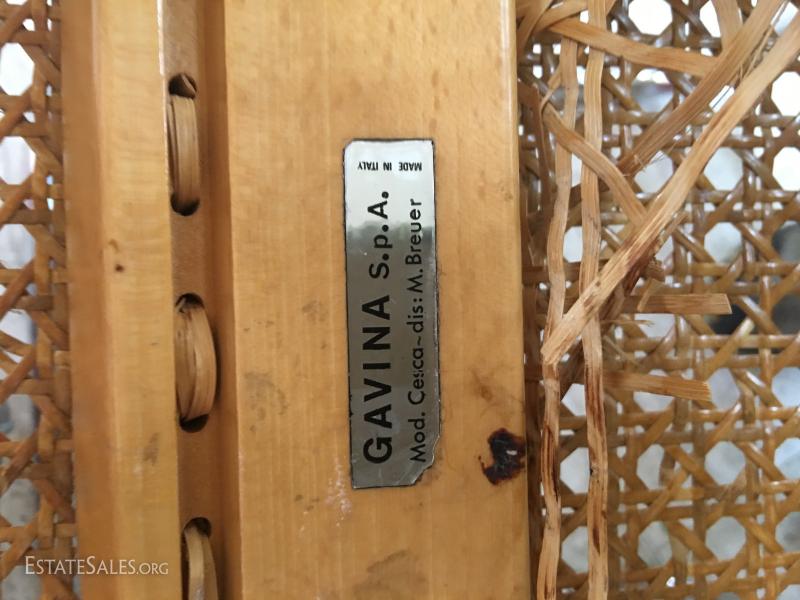 MADE IN ITALY
GAVINA s.p.A.
Mod. Cesca~dis: M. Breuer
ESTATESALES.ORG